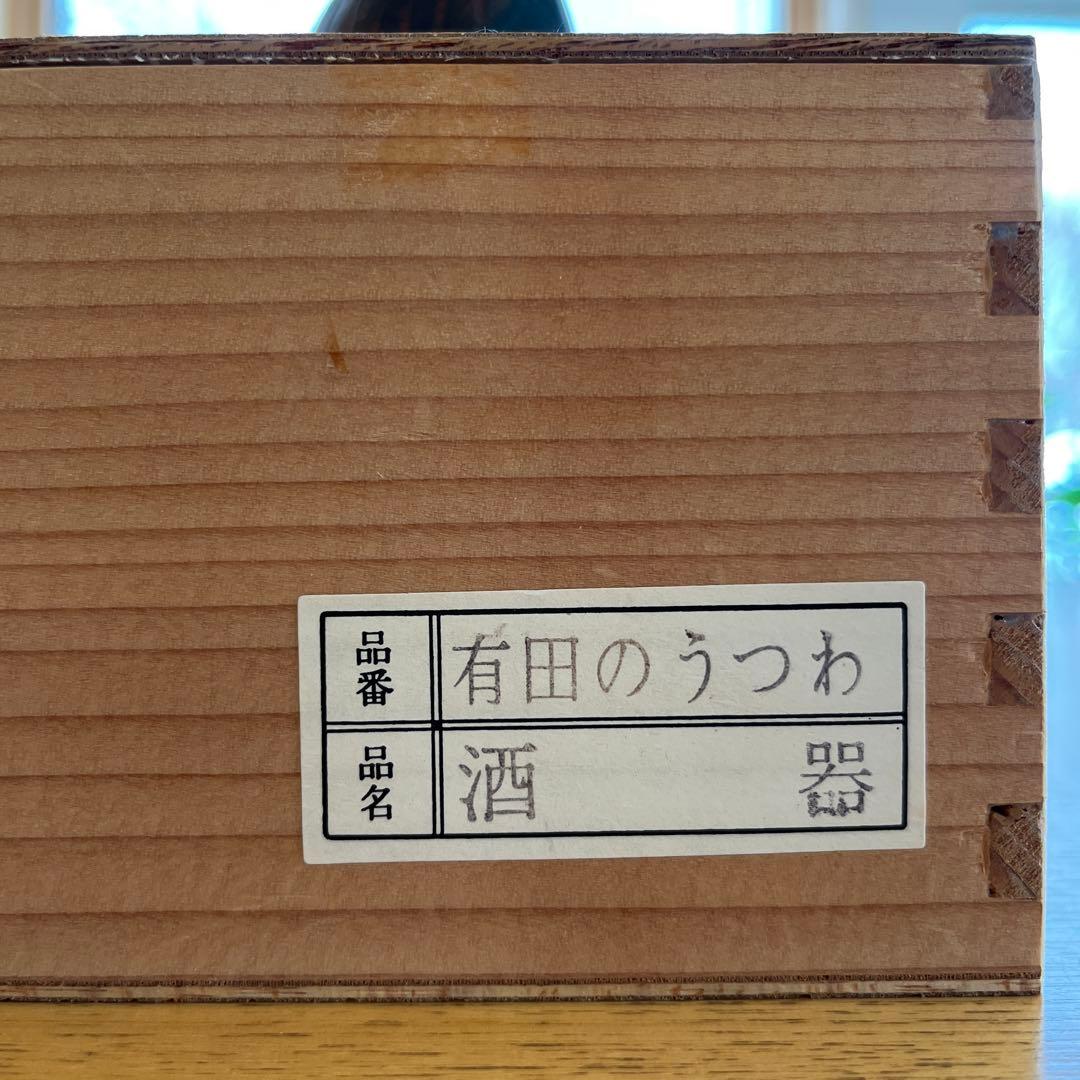 品番 有田のうつわ
品名 酒器